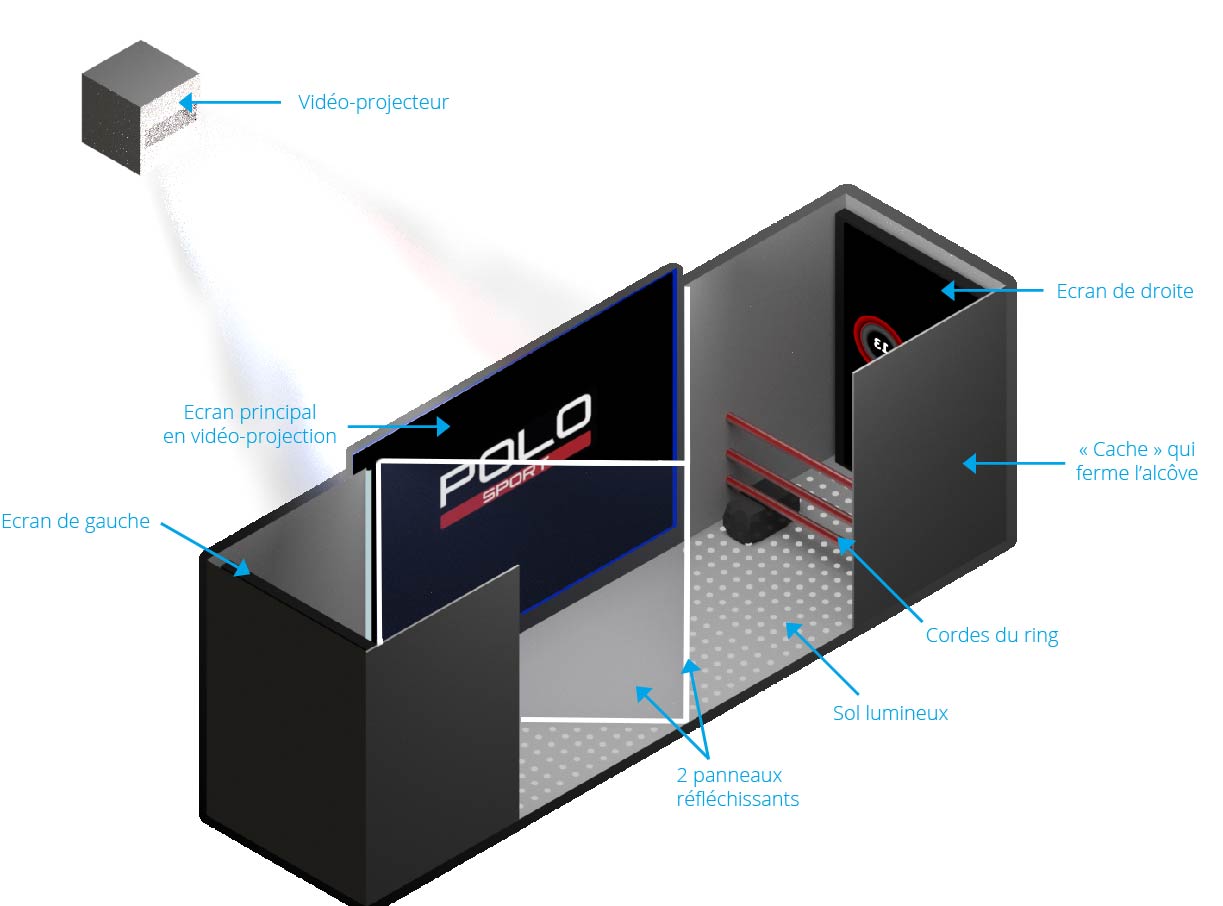 Vidéo-projecteur
Ecran de droite
Ecran principal
en vidéo-projection
POLO
SPORT
« Cache » qui
ferme l’alcôve
Ecran de gauche
Cordes du ring
Sol lumineux
2 panneaux
réfléchissants